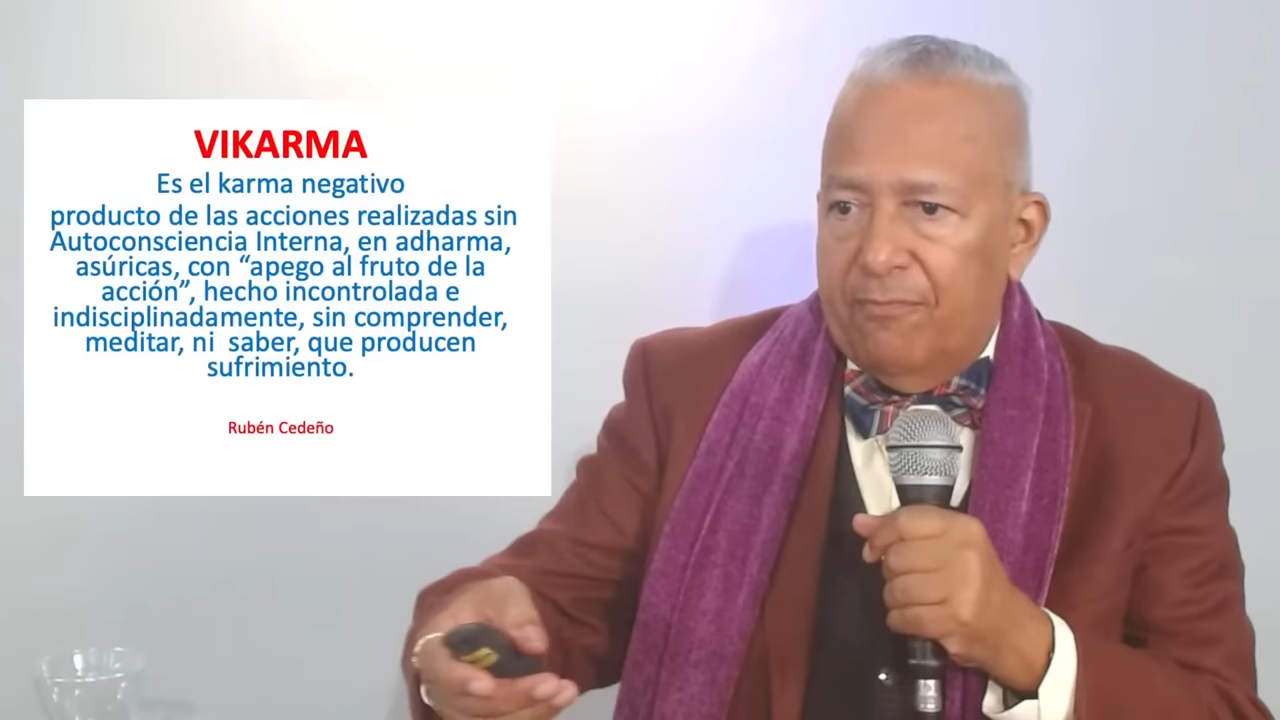 VIKARMA
Es el karma negativo
producto de las acciones realizadas sin
Autoconsciencia Interna, en adharma,
asúricas, con “apego al fruto de la
acción”, hecho incontrolada e
indisciplinadamente, sin comprender,
meditar, ni  saber, que producen
sufrimiento.
Rubén Cedeño